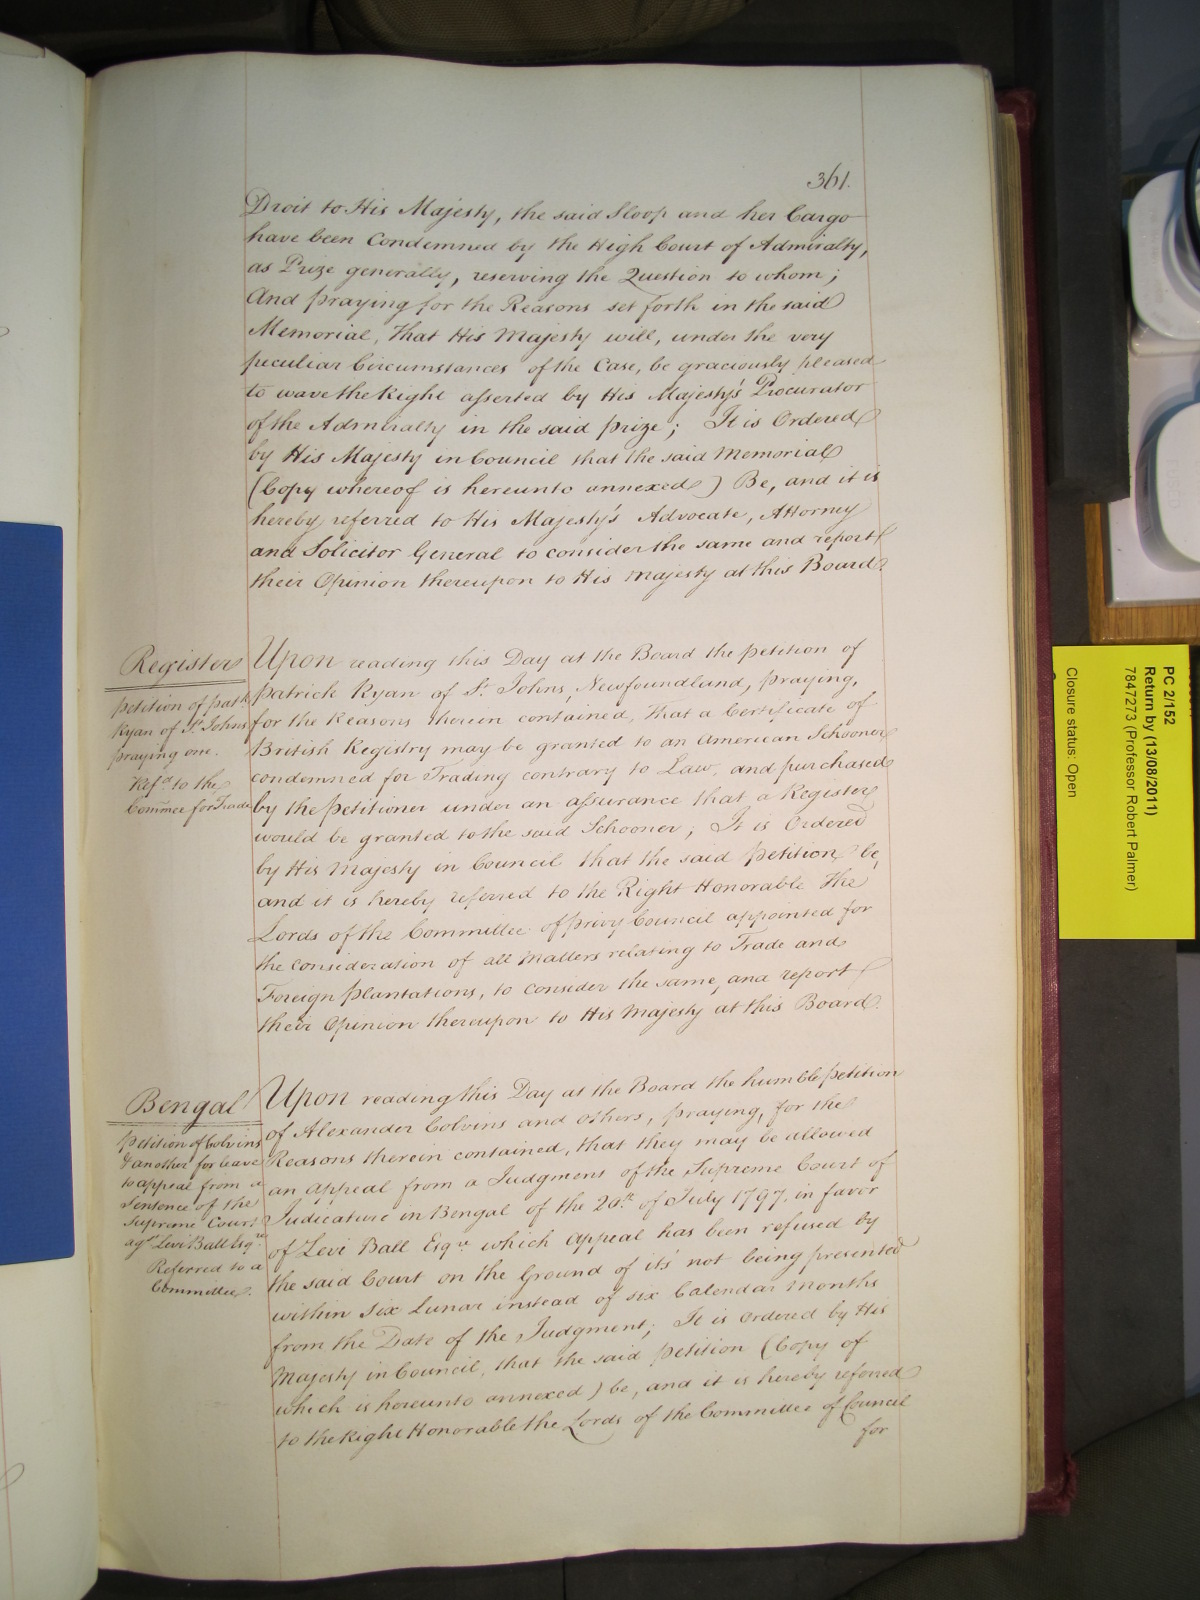 361.
Droit to His Majesty, the said Sloop and her Cargo
have been Condemned by the High Court of Admiralty,
as Prize generally, reserving the Question to whom;
And praying for the Reasons set forth in the said
Memorial, That His Majesty will, under the very
peculiar Circumstances of the Case, be graciously pleased
to wave the Right asserted by His Majesty's Procurator
of the Admiralty in the said prize; It is Ordered
by His Majesty in Council that the said Memorial
(Copy whereof is hereunto annexed) Be, and it is
hereby referred to His Majesty's Advocate, Attorney
and Solicitor General to consider the same and report
their Opinion thereupon to His Majesty at this Board.
Register
petition of pat.k
Ryan of St. Johns
praying one.
Ref.d to the
Comm̃ee for Trade
Upon reading this Day at the Board the petition of
Patrick Ryan of St. Johns, Newfoundland, praying,
for the Reasons therein contained, that a Certificate of
British Registry may be granted to an American Schooner
condemned for Trading contrary to Law, and purchased
by the petitioner under an assurance that a Register
would be granted to the said Schooner; It is Ordered
by His Majesty in Council that the said petition be,
and it is hereby referred to the Right Honorable the
Lords of the Committee of privy Council appointed for
the consideration of all Matters relating to Trade and
Foreign plantations, to consider the same, and report
their Opinion thereupon to His Majesty at this Board.
Bengal
petition of Colvins
& another for leave
to appeal from a
Sentence of the
Supreme Court
ag.st Levi Ball Esq.re
Referred to a
Committee.
Upon reading this Day at the Board the humble petition
of Alexander Colvins and others, praying, for the
Reasons therein contained, that they may be allowed
an appeal from a Judgment of the Supreme Court of
Judicature in Bengal of the 20.th of July 1797. in favor
of Levi Ball Esq.re which appeal has been refused by
the said Court on the Ground of it's not being presented
within six Lunar instead of six Calendar Months
from the Date of the Judgment; It is ordered by His
Majesty in Council, that the said petition (Copy of
which is hereunto annexed) be, and it is hereby referred
to the Right Honorable the Lords of the Committee of Council
for
PC 2/152
Return by (13/08/2011)
7847273 (Professor Robert Palmer)
Closure status: Open